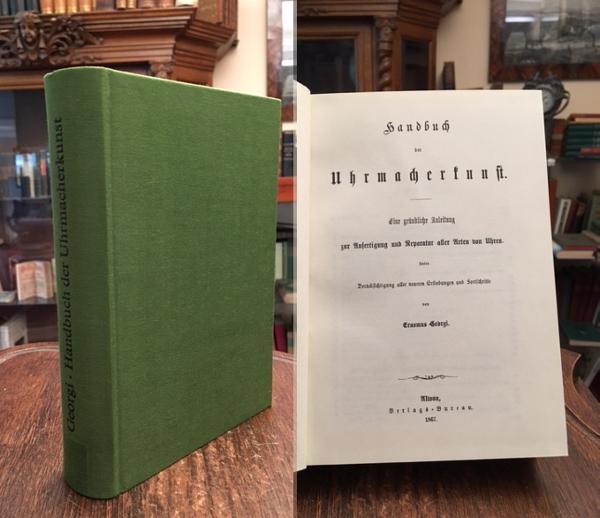 Georgi · Handbuch der Uhrmacherkunst
Handbuch
der
Uhrmacherkunst.
Eine gründliche Anleitung
zur Anfertigung und Reparatur aller Arten von Uhren.
Unter
Berücksichtigung aller neueren Erfindungen und Fortschritte
von
Erasmus Georgi.
Altona,
Verlags-Bureau.
1867.